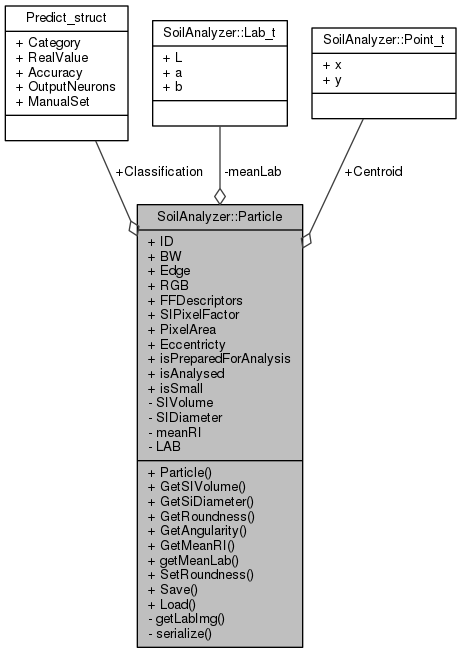 Predict_struct
+ Category
+ RealValue
+ Accuracy
+ OutputNeurons
+ ManualSet
SoilAnalyzer::Lab_t
+ L
+ a
+ b
SoilAnalyzer::Point_t
+ x
+ y
+Classification
-meanLab
+Centroid
SoilAnalyzer::Particle
+ ID
+ BW
+ Edge
+ RGB
+ FFDescriptors
+ SIPixelFactor
+ PixelArea
+ Eccentricty
+ isPreparedForAnalysis
+ isAnalysed
+ isSmall
- SIVolume
- SIDiameter
- meanRI
- LAB
+ Particle()
+ GetSIVolume()
+ GetSiDiameter()
+ GetRoundness()
+ GetAngularity()
+ GetMeanRI()
+ getMeanLab()
+ SetRoundness()
+ Save()
+ Load()
- getLabImg()
- serialize()